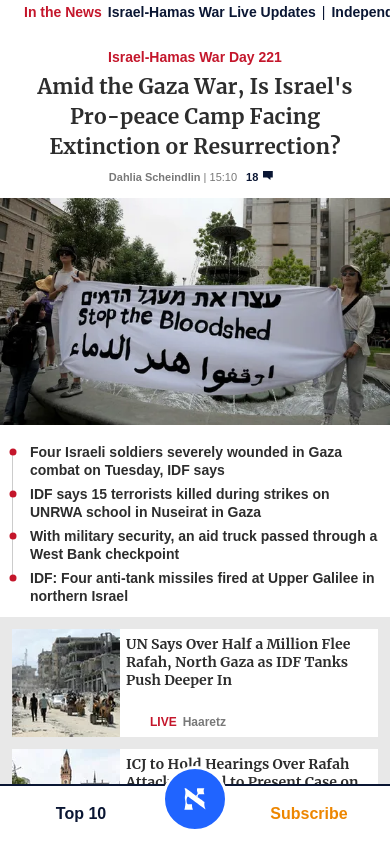 In the News Israel-Hamas War Live Updates | Independ
Israel-Hamas War Day 221
Amid the Gaza War, Is Israel's
Pro-peace Camp Facing
Extinction or Resurrection?
Dahlia Scheindlin | 15:10 18
עצרו את מעגל הדמים
Stop the Bloodshed
اوقفوا هدر الدماء
Four Israeli soldiers severely wounded in Gaza
combat on Tuesday, IDF says
IDF says 15 terrorists killed during strikes on
UNRWA school in Nuseirat in Gaza
With military security, an aid truck passed through a
West Bank checkpoint
IDF: Four anti-tank missiles fired at Upper Galilee in
northern Israel
UN Says Over Half a Million Flee
Rafah, North Gaza as IDF Tanks
Push Deeper In
LIVE Haaretz
ICJ to Hold Hearings Over Rafah
to Present Case on
Top 10
Subscribe